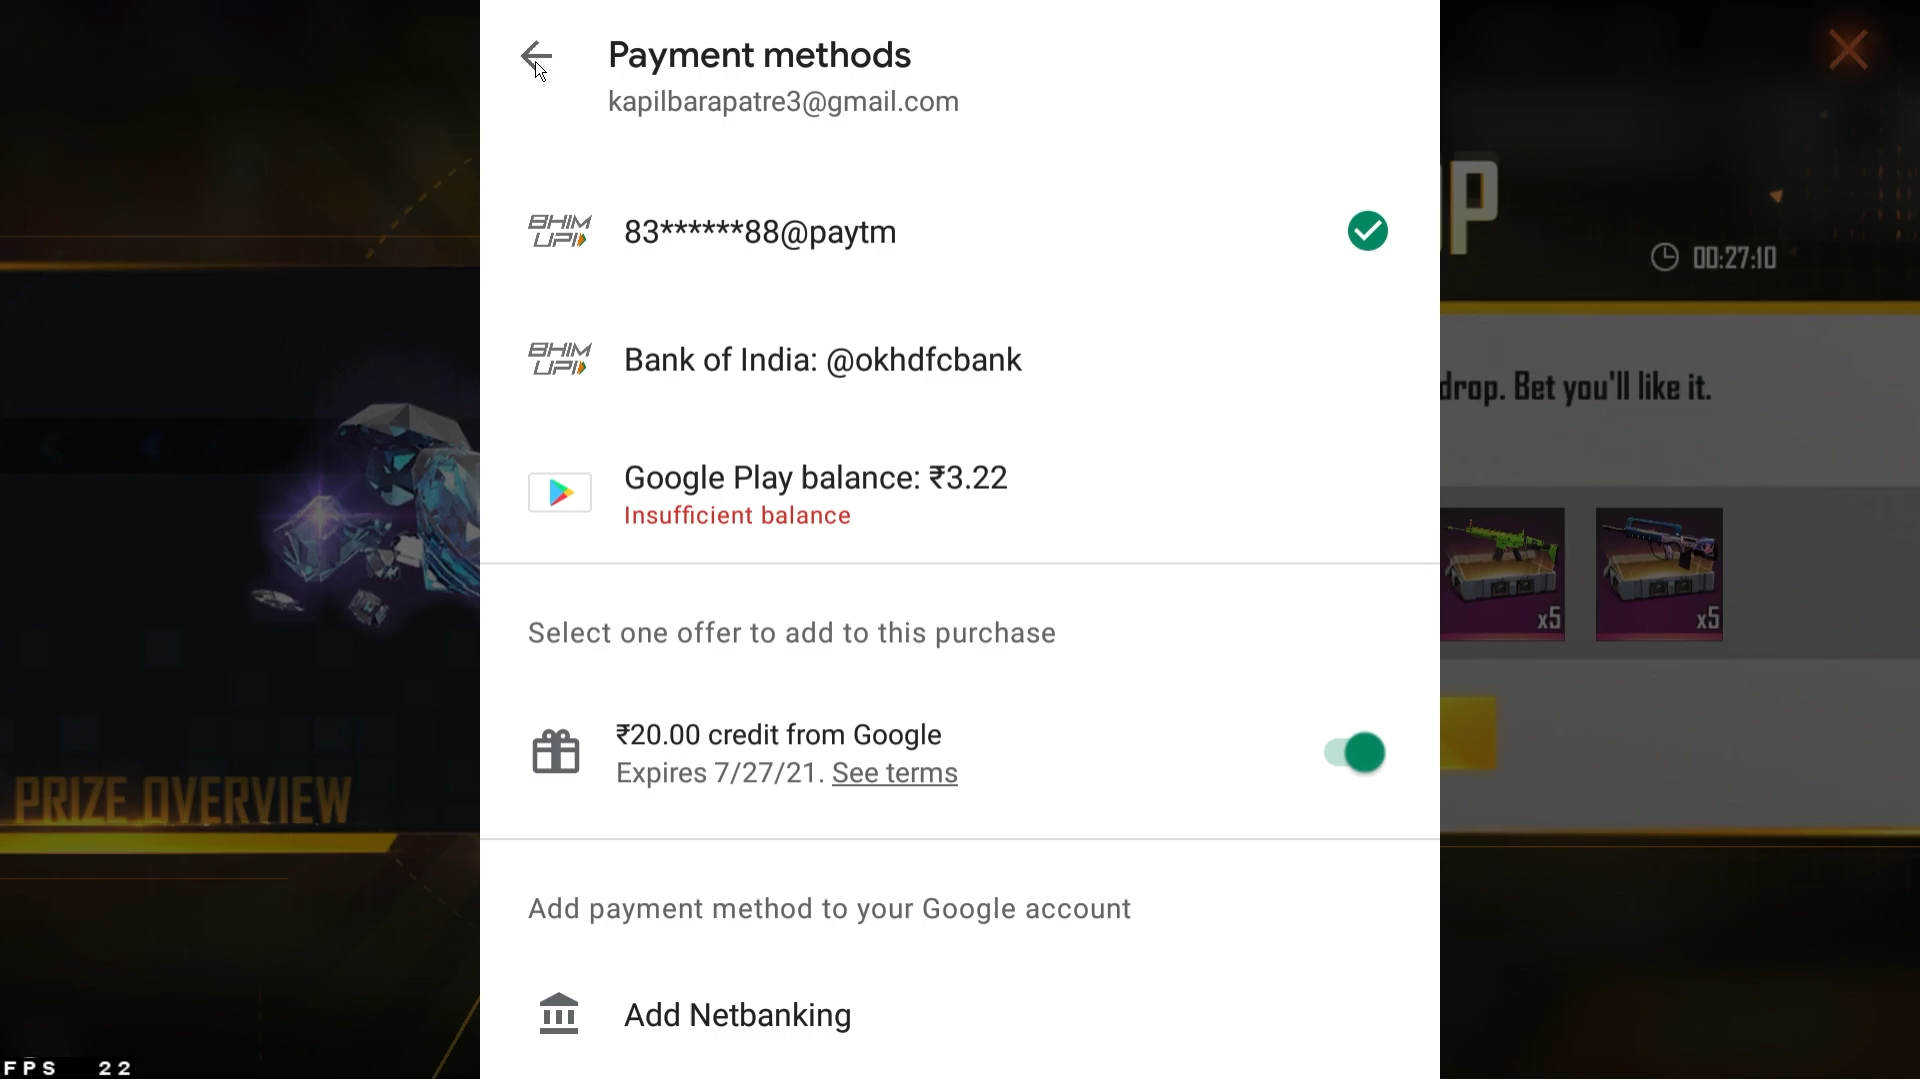 Payment methods
kapilbarapatre3@gmail.com
BHIM
UPI
83******88@paytm
BHIM
UPI
Bank of India: @okhdfcbank
Google Play balance: ₹3.22
Insufficient balance
Select one offer to add to this purchase
₹20.00 credit from Google
Expires 7/27/21. See terms
Add payment method to your Google account
Add Netbanking
P
00:27:10
drop. Bet you'll like it.
x5
x5
PRIZE OVERVIEW
FPS 22